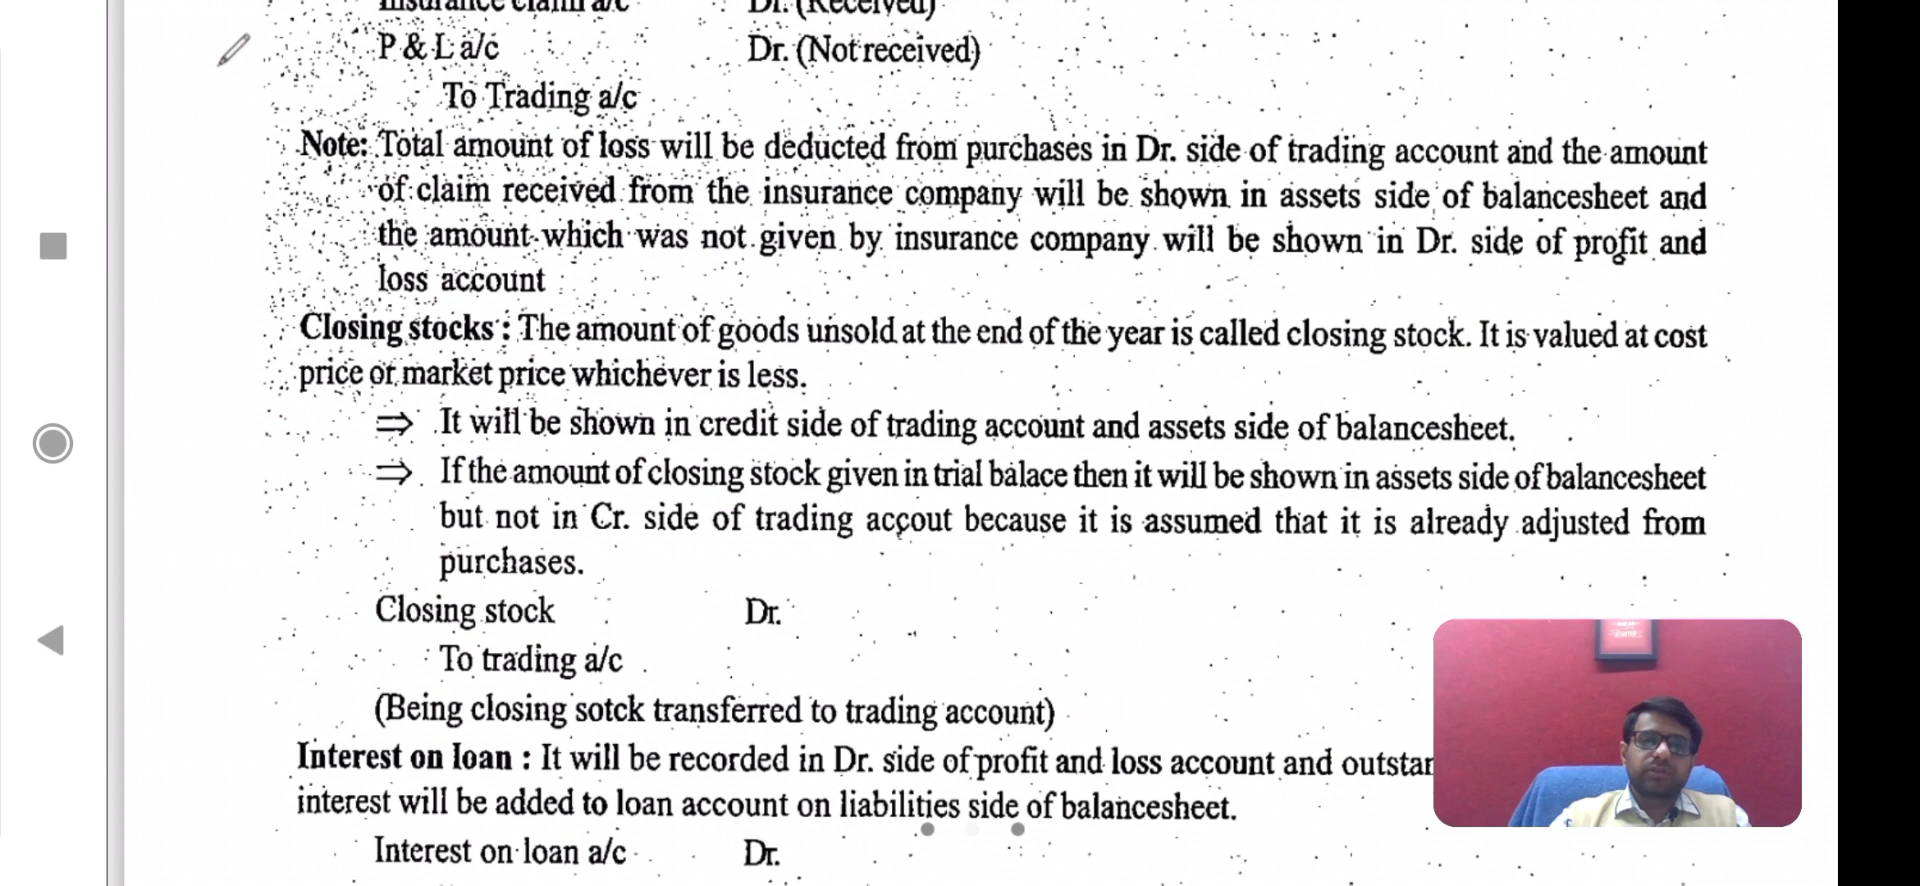 Insurance claim a/c Dr. (Received)
P & L a/c Dr. (Not received)
To Trading a/c
Note: Total amount of loss will be deducted from purchases in Dr. side of trading account and the amount
of claim received from the insurance company will be shown in assets side of balancesheet and
the amount which was not given by insurance company will be shown in Dr. side of profit and
loss account
Closing stocks : The amount of goods unsold at the end of the year is called closing stock. It is valued at cost
price or market price whichever is less.
⇒ It will be shown in credit side of trading account and assets side of balancesheet.
⇒ If the amount of closing stock given in trial balace then it will be shown in assets side of balancesheet
but not in Cr. side of trading accout because it is assumed that it is already adjusted from
purchases.
Closing stock Dr.
To trading a/c
(Being closing sotck transferred to trading account)
Interest on loan : It will be recorded in Dr. side of profit and loss account and
interest will be added to loan account on liabilities side of balancesheet.
Interest on loan a/c Dr.